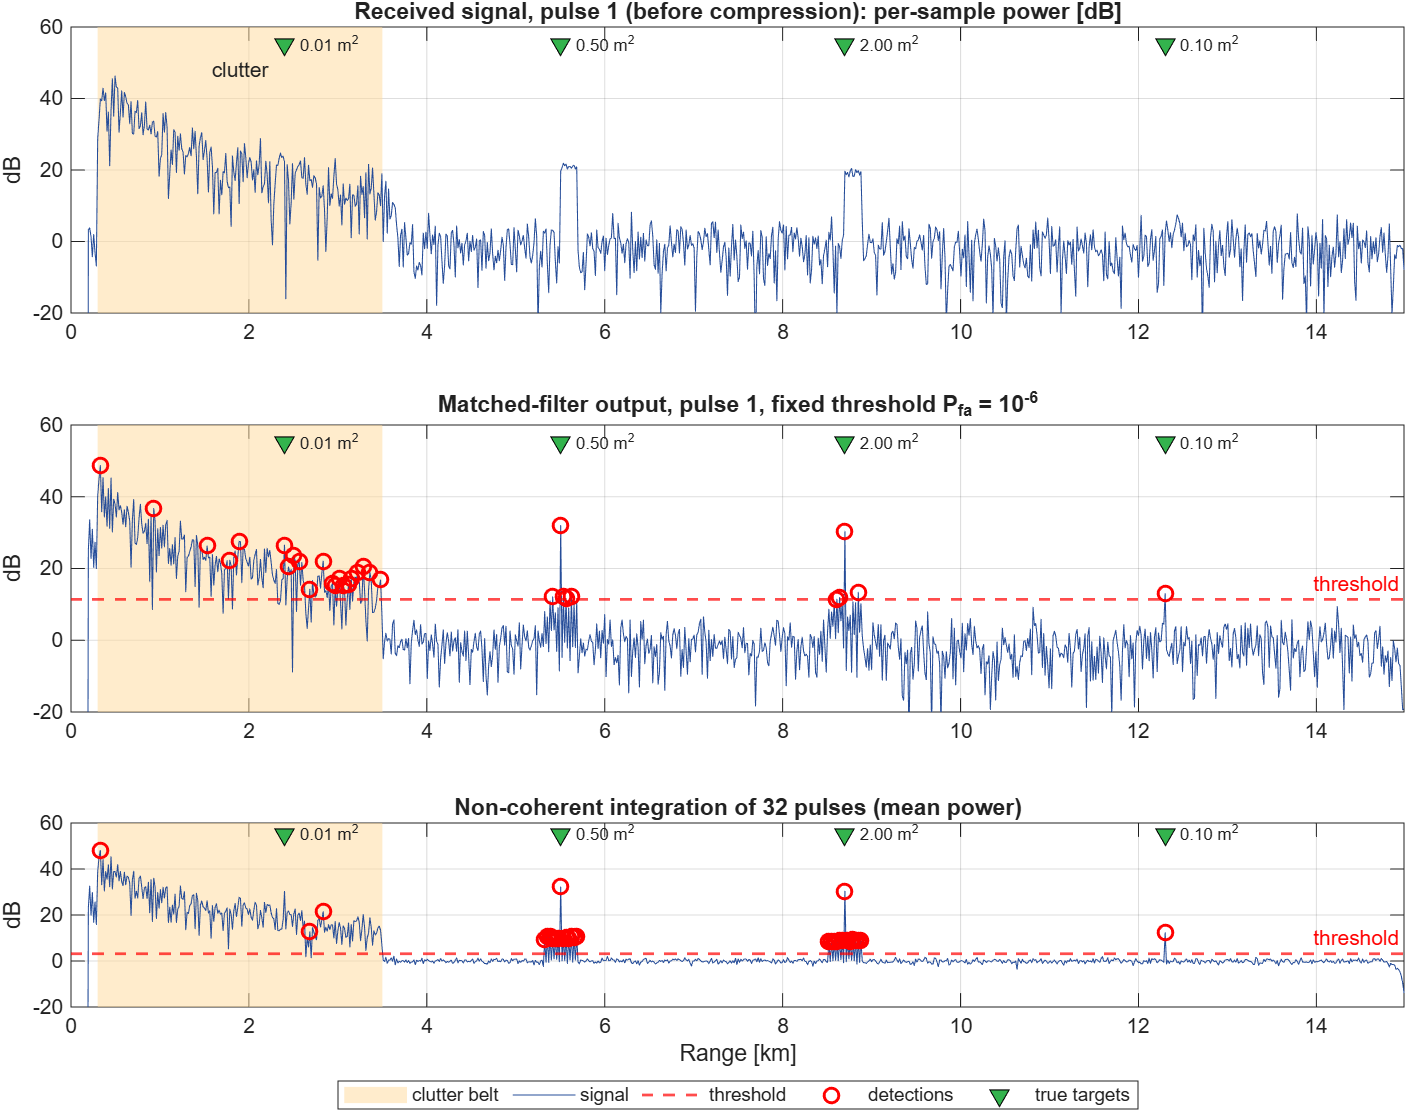 Received signal, pulse 1 (before compression): per-sample power [dB]
60
40
20
0
-20
dB
clutter
0.01 m²
0.50 m²
2.00 m²
0.10 m²
0 2 4 6 8 10 12 14
Matched-filter output, pulse 1, fixed threshold P_fa = 10⁻⁶
60
40
20
0
-20
dB
0.01 m²
0.50 m²
2.00 m²
0.10 m²
threshold
0 2 4 6 8 10 12 14
Non-coherent integration of 32 pulses (mean power)
60
40
20
0
-20
dB
0.01 m²
0.50 m²
2.00 m²
0.10 m²
threshold
0 2 4 6 8 10 12 14
Range [km]
clutter belt signal threshold detections true targets